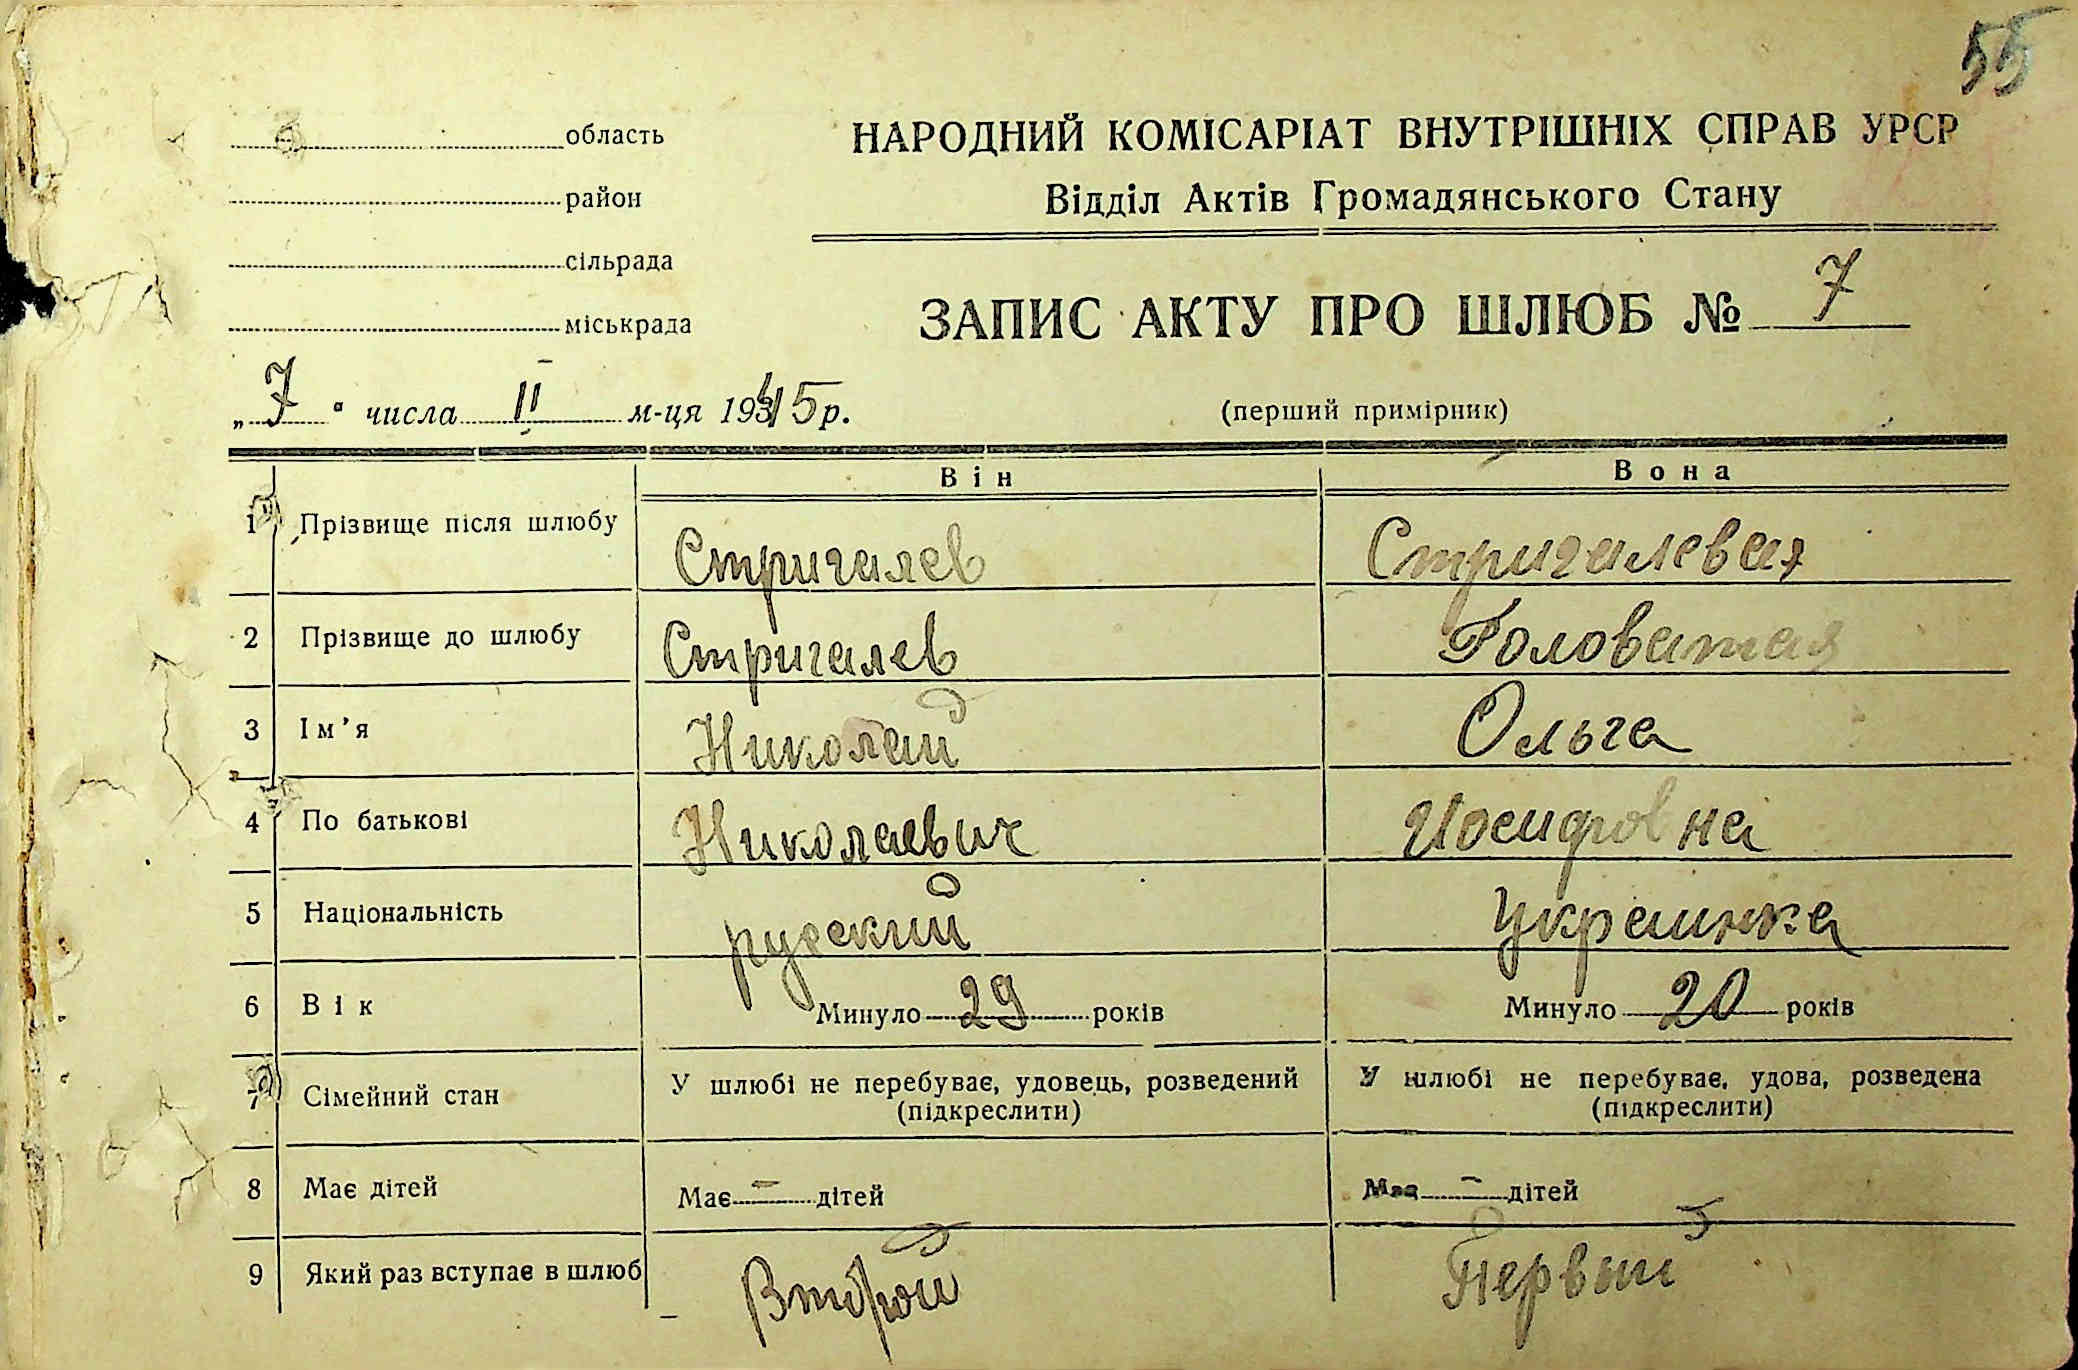 55
область
НАРОДНИЙ КОМІСАРІАТ ВНУТРІШНІХ СПРАВ УРСР
район
Відділ Актів Громадянського Стану
сільрада
міськрада
ЗАПИС АКТУ ПРО ШЛЮБ № 7
„7" числа II м-ця 1945 р.
(перший примірник)
Він Вона
1 Прізвище після шлюбу Стригалев Стригалевая
2 Прізвище до шлюбу Стригалев Головатая
3 Ім'я Николай Ольга
4 По батькові Николаевич Иосифовна
5 Національність русский Украинка
6 Вік Минуло 29 років Минуло 20 років
7 Сімейний стан У шлюбі не перебуває, удовець, розведений У шлюбі не перебуває, удова, розведена
(підкреслити) (підкреслити)
8 Має дітей Має — дітей Має — дітей
9 Який раз вступає в шлюб Второй Первый